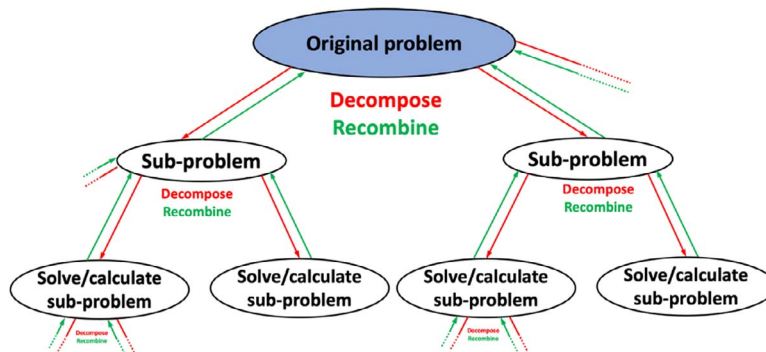 Original problem
Decompose
Recombine
Sub-problem
Sub-problem
Decompose
Recombine
Decompose
Recombine
Solve/calculate
sub-problem
Solve/calculate
sub-problem
Solve/calculate
sub-problem
Solve/calculate
sub-problem
Decompose
Recombine
Decompose
Recombine